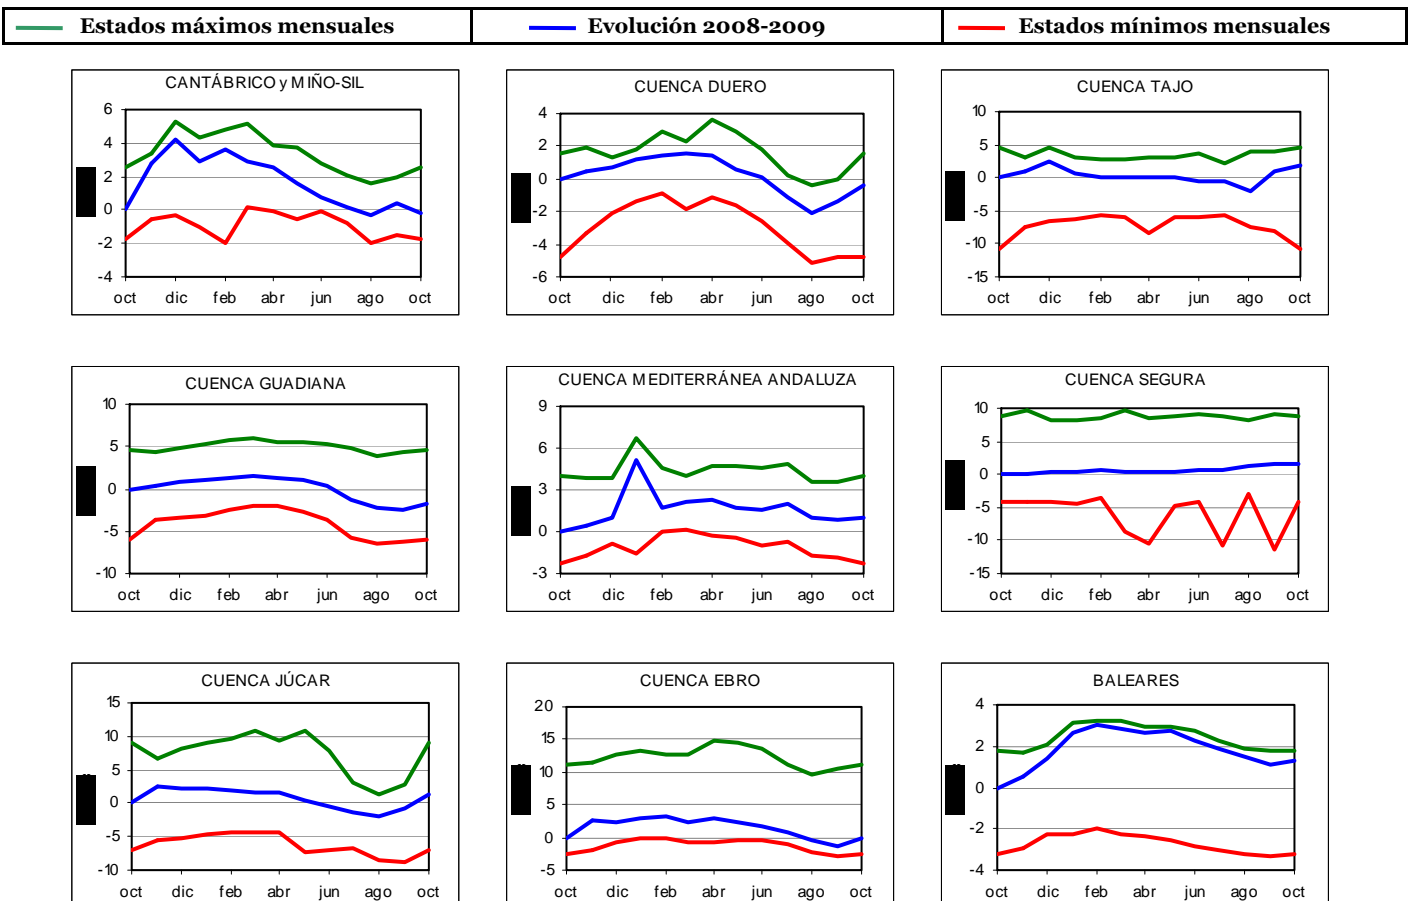 Estados máximos mensuales Evolución 2008-2009 Estados mínimos mensuales
CANTÁBRICO y MIÑO-SIL
6
4
2
0
-2
-4
oct dic feb abr jun ago oct
CUENCA DUERO
4
2
0
-2
-4
-6
oct dic feb abr jun ago oct
CUENCA TAJO
10
5
0
-5
-10
-15
oct dic feb abr jun ago oct
CUENCA GUADIANA
10
5
0
-5
-10
oct dic feb abr jun ago oct
CUENCA MEDITERRÁNEA ANDALUZA
9
6
3
0
-3
oct dic feb abr jun ago oct
CUENCA SEGURA
10
5
0
-5
-10
-15
oct dic feb abr jun ago oct
CUENCA JÚCAR
15
10
5
0
-5
-10
oct dic feb abr jun ago oct
CUENCA EBRO
20
15
10
5
0
-5
oct dic feb abr jun ago oct
BALEARES
4
2
0
-2
-4
oct dic feb abr jun ago oct